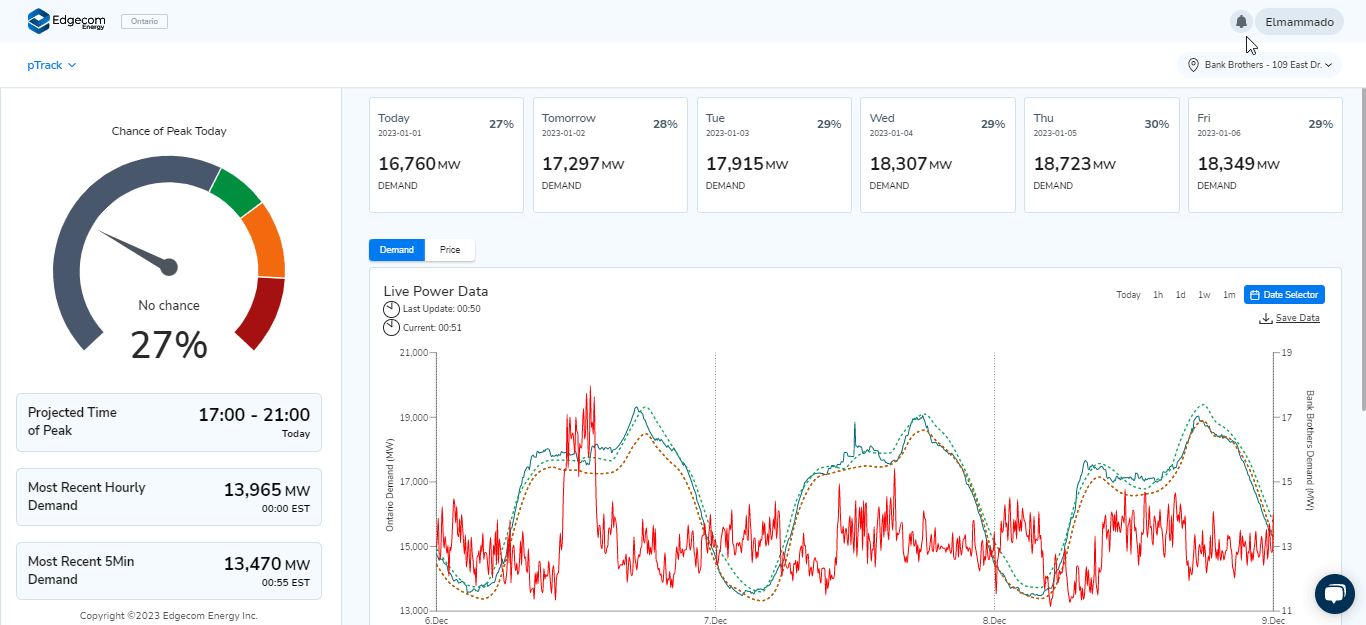 Edgecom
Energy
Ontario
Elmammado
pTrack
Bank Brothers - 109 East Dr.
Chance of Peak Today
No chance
27%
Projected Time
of Peak
17:00 - 21:00
Today
Most Recent Hourly
Demand
13,965 MW
00:00 EST
Most Recent 5Min
Demand
13,470 MW
00:55 EST
Copyright ©2023 Edgecom Energy Inc.
Today
2023-01-01
27%
16,760 MW
DEMAND
Tomorrow
2023-01-02
28%
17,297 MW
DEMAND
Tue
2023-01-03
29%
17,915 MW
DEMAND
Wed
2023-01-04
29%
18,307 MW
DEMAND
Thu
2023-01-05
30%
18,723 MW
DEMAND
Fri
2023-01-06
29%
18,349 MW
DEMAND
Demand Price
Live Power Data
Last Update: 00:50
Current: 00:51
Today 1h 1d 1w 1m Date Selector
Save Data
Ontario Demand (MW)
21,000
19,000
17,000
15,000
13,000
19
17
15
13
11
Bank Brothers Demand (MW)
6.Dec 7.Dec 8.Dec 9.Dec